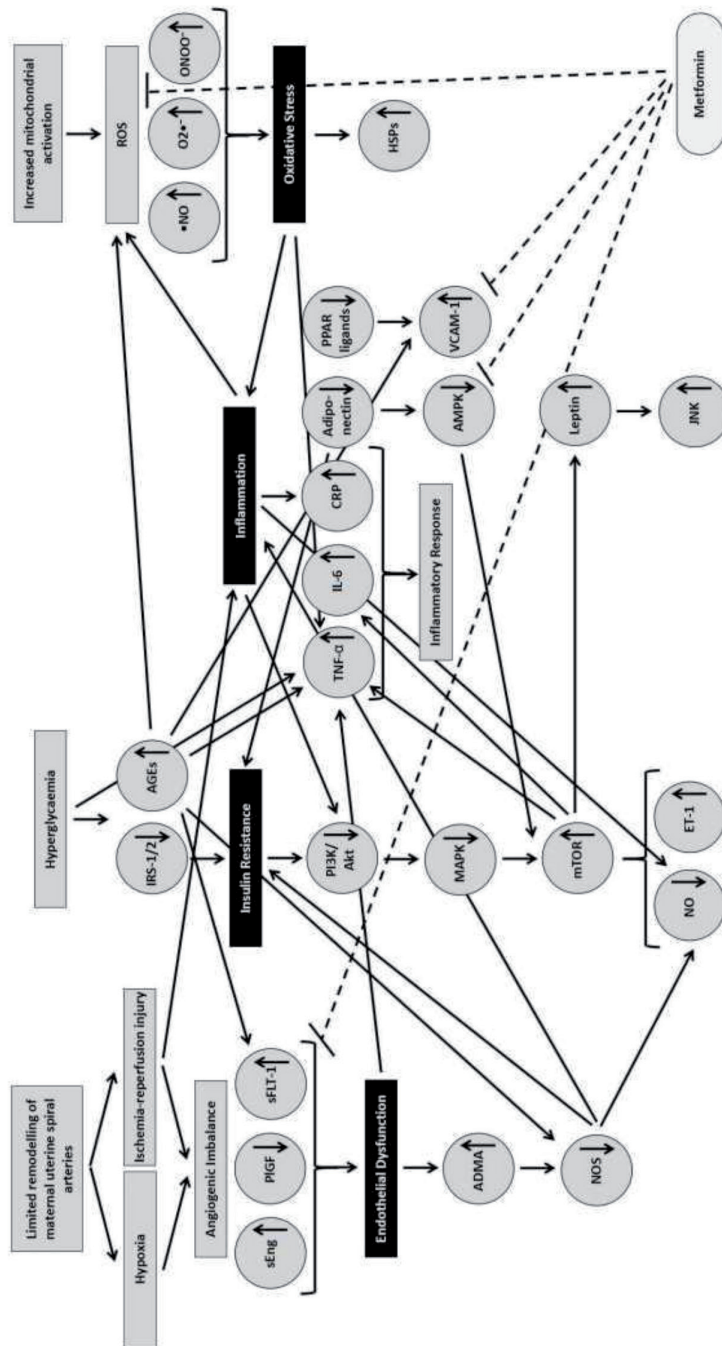 Limited remodelling of
maternal uterine spiral
arteries
Hypoxia
Ischemia-reperfusion injury
Angiogenic Imbalance
sEng
PlGF
sFLT-1
Endothelial Dysfunction
ADMA
NOS
Hyperglycaemia
IRS-1/2
AGEs
Insulin Resistance
PI3K/
Akt
MAPK
mTOR
NO
ET-1
Inflammation
TNF-α
IL-6
CRP
Adipo-
nectin
PPAR
ligands
Inflammatory Response
AMPK
VCAM-1
Leptin
JNK
Increased mitochondrial
activation
ROS
•NO
O2•-
ONOO-
Oxidative Stress
HSPs
Metformin